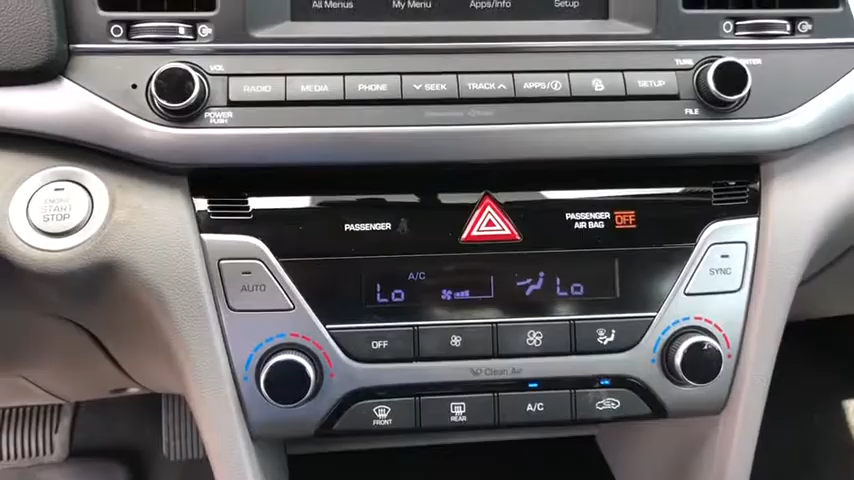 All Menus
My Menu
Apps/Info
Setup
VOL
POWER
PUSH
RADIO
MEDIA
PHONE
SEEK
TRACK
APPS/
SETUP
TUNE
ENTER
FILE
ENGINE
START
STOP
PASSENGER
PASSENGER
AIR BAG
OFF
A/C
Lo
Lo
AUTO
SYNC
OFF
Clean Air
FRONT
REAR
A/C